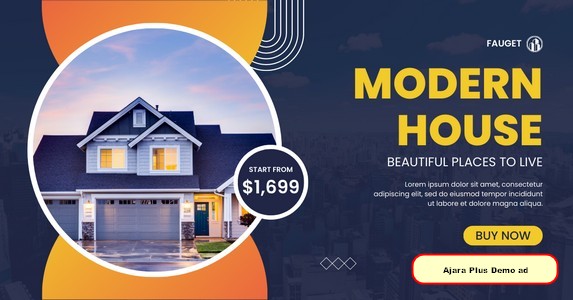 FAUGET
MODERN
HOUSE
BEAUTIFUL PLACES TO LIVE
START FROM
$1,699
Lorem ipsum dolor sit amet, consectetur
adipiscing elit, sed do eiusmod tempor incididunt
ut labore et dolore magna aliqua.
BUY NOW
Ajara Plus Demo ad